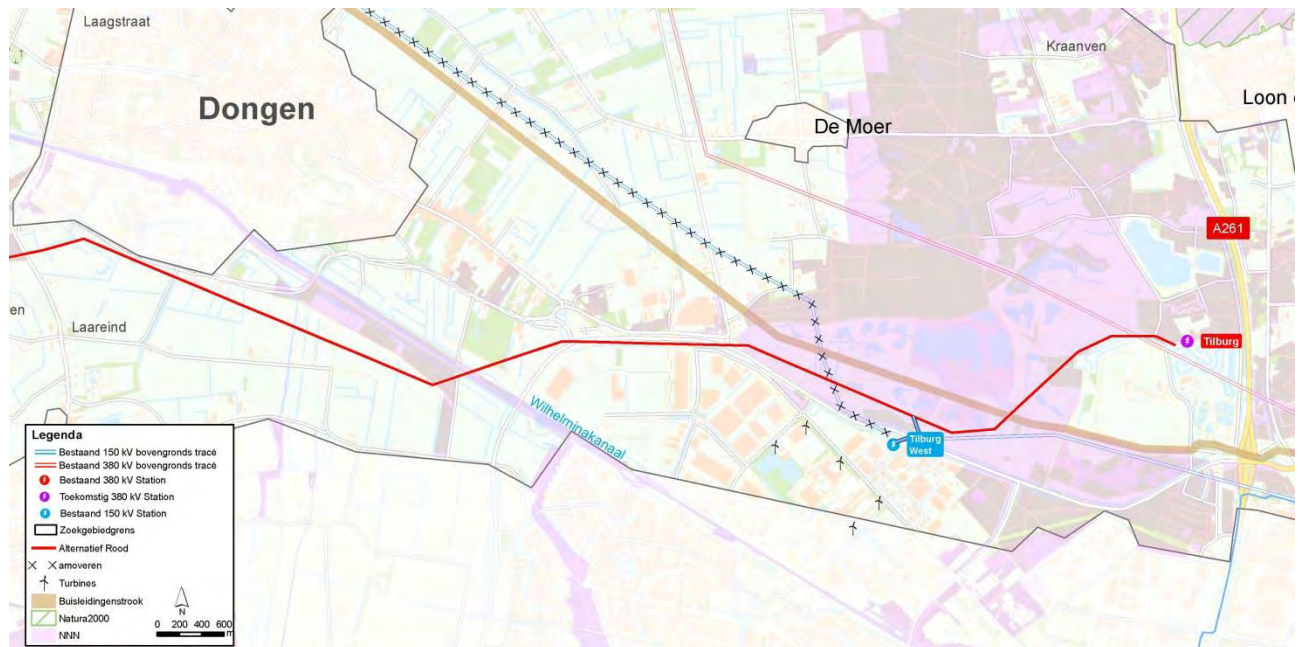 Laagstraat
Kraanven
Dongen
De Moer
Loon
A261
en
Laareind
Tilburg
Wilhelminakanaal
Tilburg
West
Legenda
Bestaand 150 kV bovengronds tracé
Bestaand 380 kV bovengronds tracé
Bestaand 380 kV Station
Toekomstig 380 kV Station
Bestaand 150 kV Station
Zoekgebiedgrens
Alternatief Rood
amoveren
Turbines
Buisleidingenstrook
Natura2000
NNN
N
0 200 400 600
m